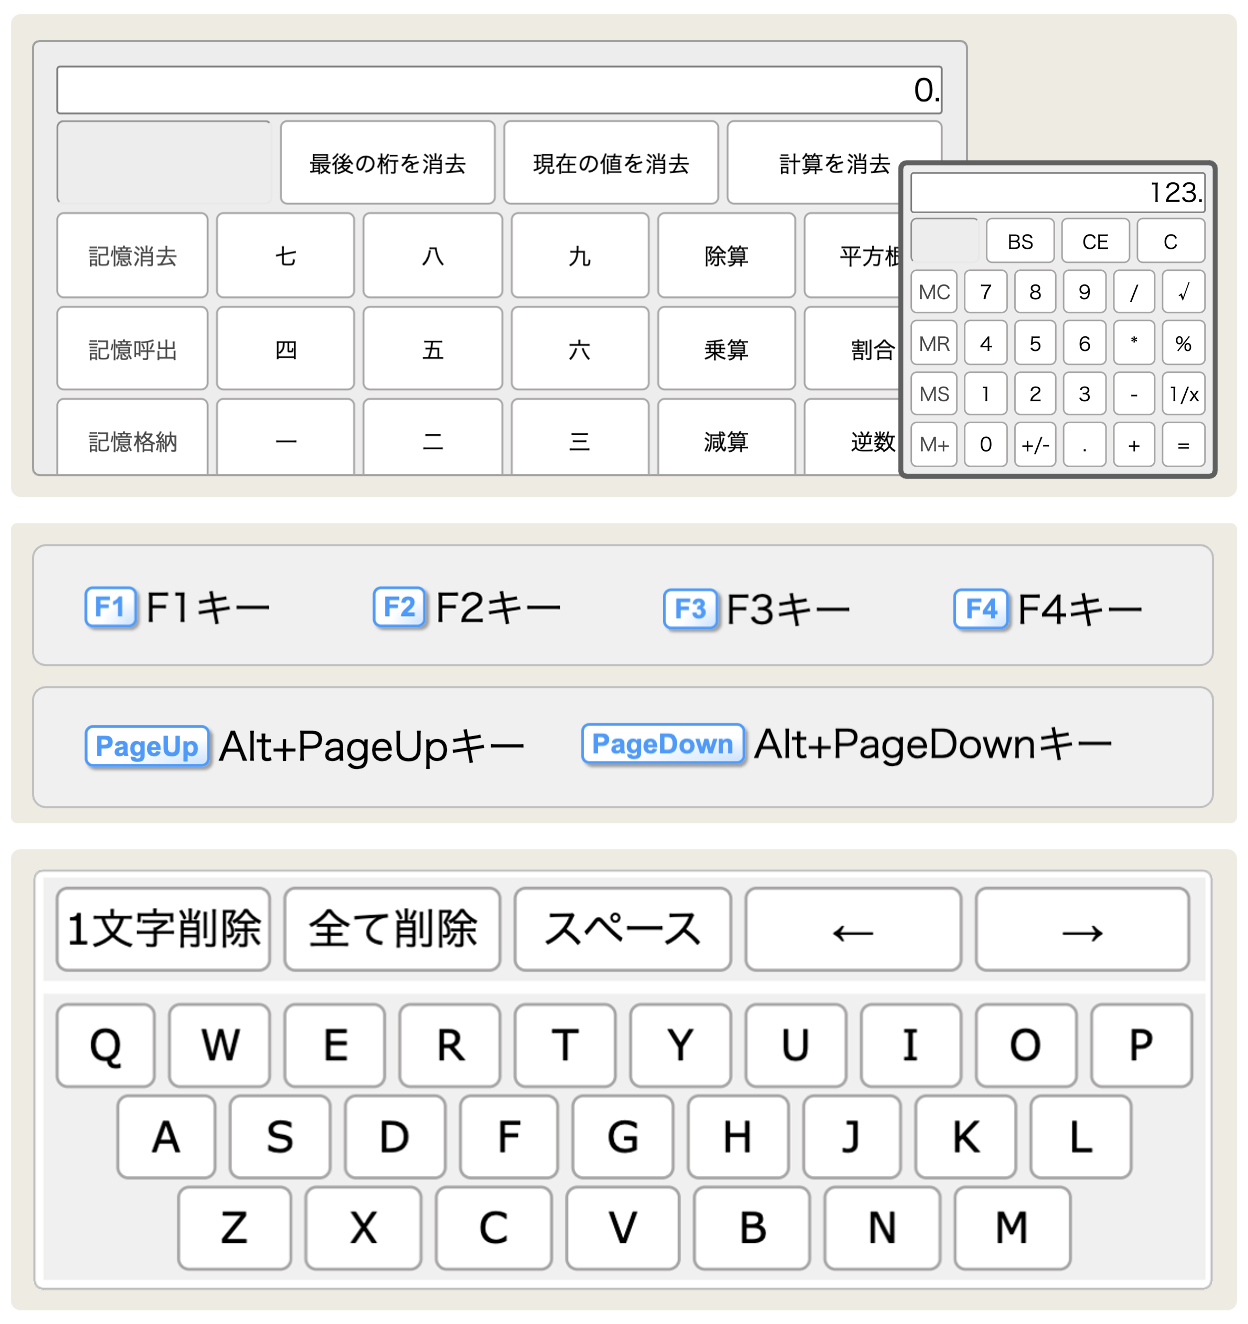 0.
最後の桁を消去 現在の値を消去 計算を消去
記憶消去 七 八 九 除算 平方根
記憶呼出 四 五 六 乗算 割合
記憶格納 一 二 三 減算 逆数
123.
BS CE C
MC 7 8 9 / √
MR 4 5 6 * %
MS 1 2 3 - 1/x
M+ 0 +/- . + =
F1 F1キー F2 F2キー F3 F3キー F4 F4キー
PageUp Alt+PageUpキー PageDown Alt+PageDownキー
1文字削除 全て削除 スペース ← →
Q W E R T Y U I O P
A S D F G H J K L
Z X C V B N M